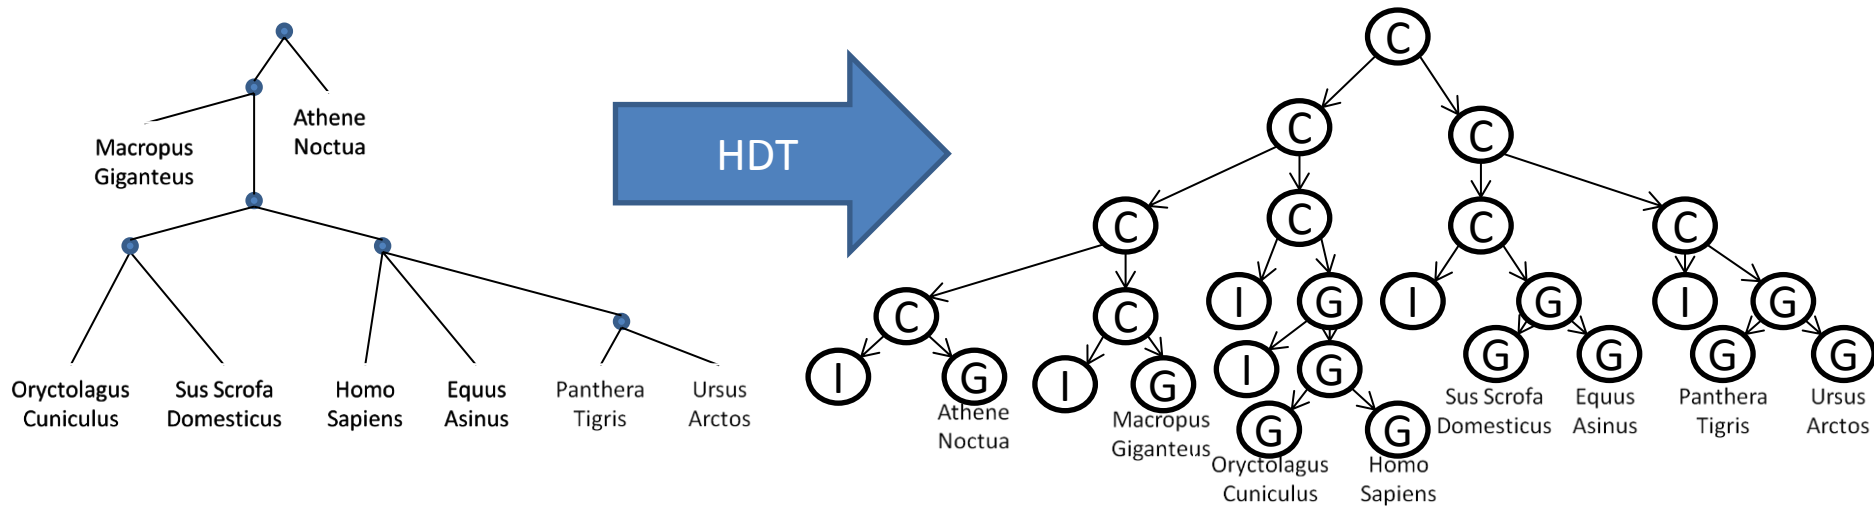 Athene
Noctua
Macropus
Giganteus
Oryctolagus
Cuniculus
Sus Scrofa
Domesticus
Homo
Sapiens
Equus
Asinus
Panthera
Tigris
Ursus
Arctos
HDT
C
C
C
C
C
C
C
C
C
I
G
I
G
I
G
I
G
I
G
I
G
G
G
G
G
G
G
Athene
Noctua
Macropus
Giganteus
Oryctolagus
Cuniculus
Homo
Sapiens
Sus Scrofa
Domesticus
Equus
Asinus
Panthera
Tigris
Ursus
Arctos